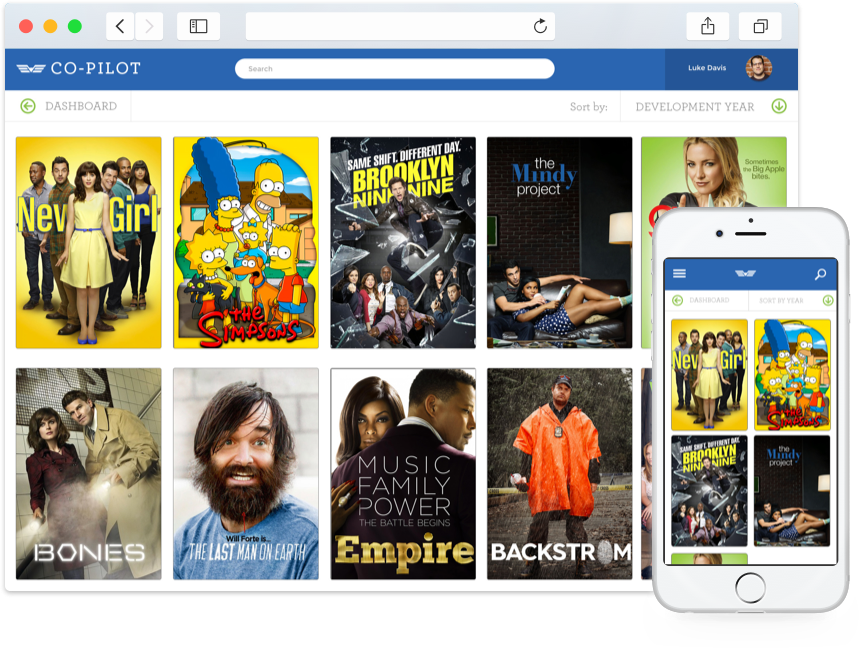 CO-PILOT
Search
Luke Davis
DASHBOARD
Sort by:
DEVELOPMENT YEAR
New Girl
THE SIMPSONS
SAME SHIFT. DIFFERENT DAY.
BROOKLYN
NINE-NINE
the
Mindy
project
Sometimes
the Big Apple
bites.
BONES
Will Forte is...
THE LAST MAN ON EARTH
MUSIC
FAMILY
POWER
THE BATTLE BEGINS
Empire
BACKSTROM
DASHBOARD
SORT BY YEAR
New Girl
THE SIMPSONS
SAME SHIFT. DIFFERENT DAY.
BROOKLYN
NINE-NINE
the
Mindy
project